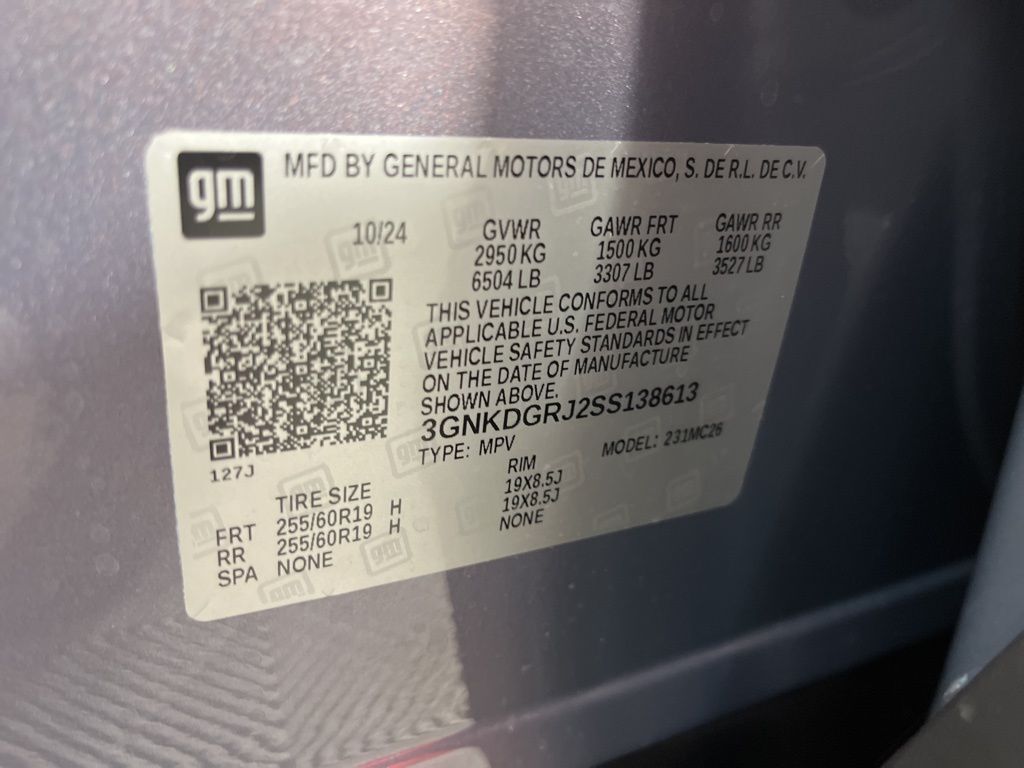 gm
MFD BY GENERAL MOTORS DE MEXICO, S. DE R.L. DE C.V.
10/24
GVWR GAWR FRT GAWR RR
2950 KG 1500 KG 1600 KG
6504 LB 3307 LB 3527 LB
THIS VEHICLE CONFORMS TO ALL
APPLICABLE U.S. FEDERAL MOTOR
VEHICLE SAFETY STANDARDS IN EFFECT
ON THE DATE OF MANUFACTURE
SHOWN ABOVE.
3GNKDGRJ2SS138613
TYPE: MPV MODEL: 231MC26
127J
TIRE SIZE RIM
FRT 255/60R19 H 19X8.5J
RR 255/60R19 H 19X8.5J
SPA NONE NONE